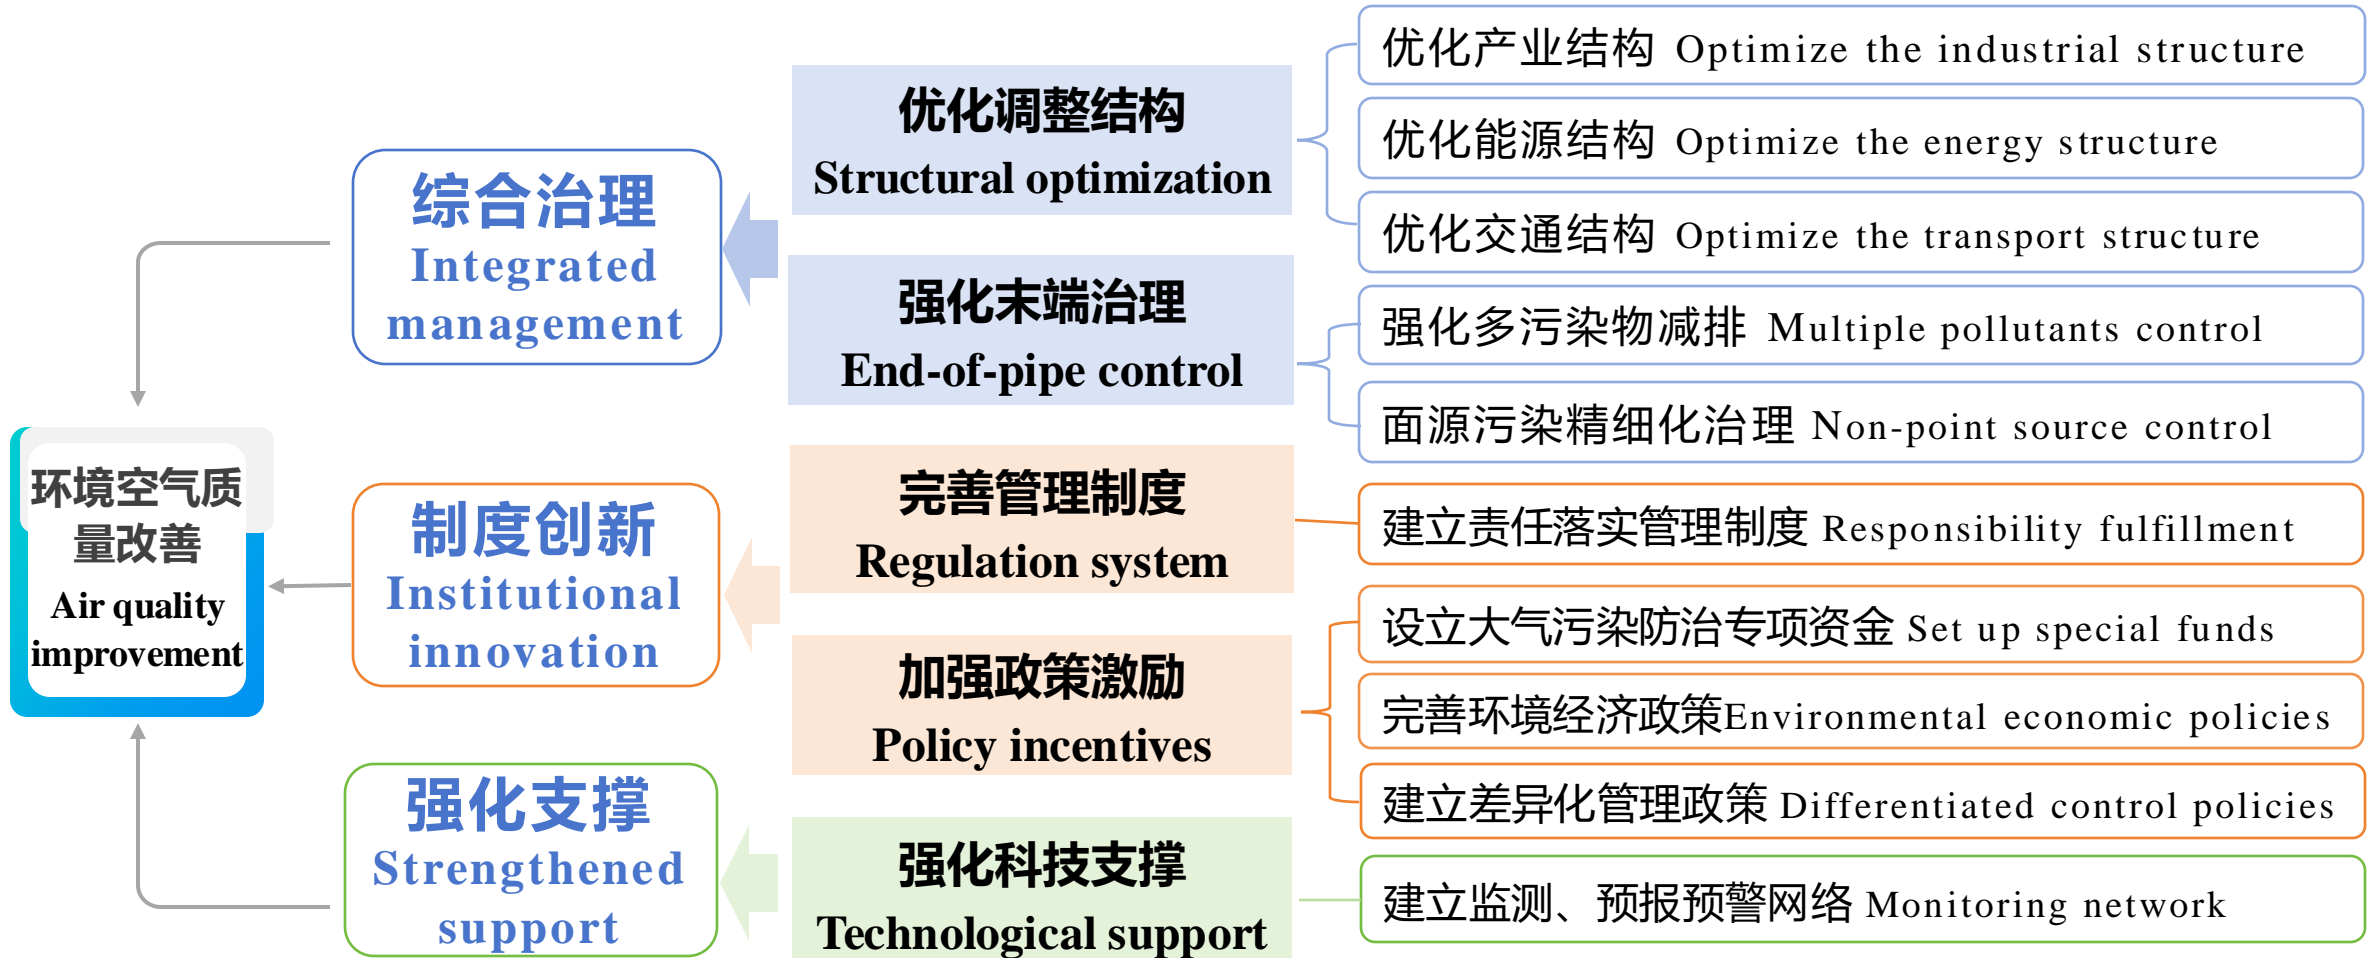 环境空气质
量改善
Air quality
improvement
综合治理
Integrated
management
优化调整结构
Structural optimization
优化产业结构 Optimize the industrial structure
优化能源结构 Optimize the energy structure
优化交通结构 Optimize the transport structure
强化末端治理
End-of-pipe control
强化多污染物减排 Multiple pollutants control
面源污染精细化治理 Non-point source control
制度创新
Institutional
innovation
完善管理制度
Regulation system
建立责任落实管理制度 Responsibility fulfillment
加强政策激励
Policy incentives
设立大气污染防治专项资金 Set up special funds
完善环境经济政策Environmental economic policies
建立差异化管理政策 Differentiated control policies
强化支撑
Strengthened
support
强化科技支撑
Technological support
建立监测、预报预警网络 Monitoring network